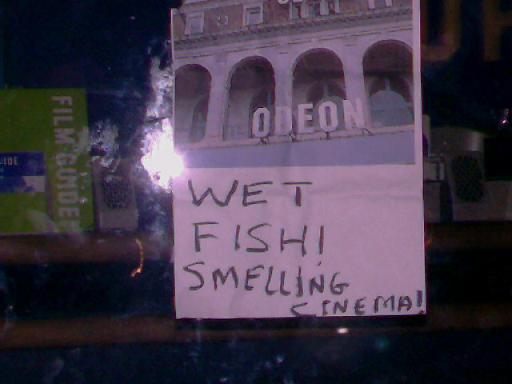 ODEON
WET
FISH!
SMELLING
CINEMA!
FILM GUIDE